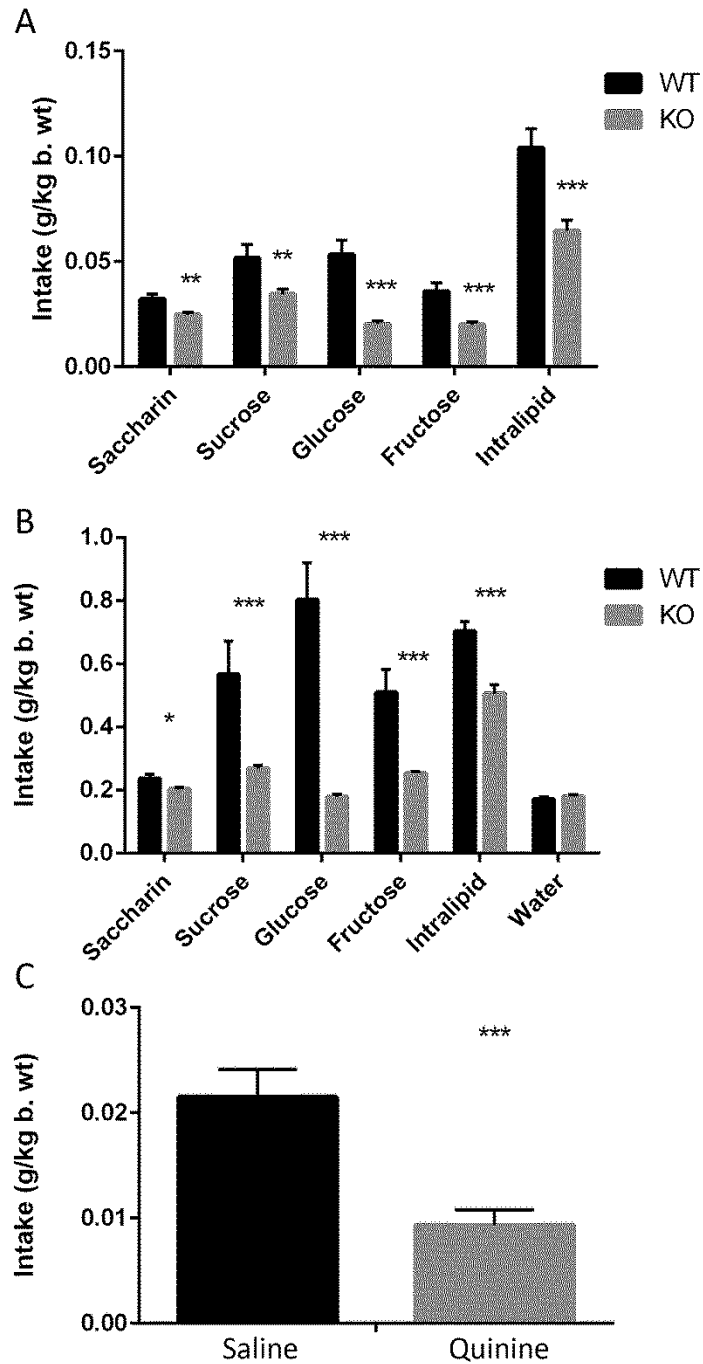 A
Intake (g/kg b. wt)
0.15
0.10
0.05
0.00
WT
KO
**
**
***
***
***
Saccharin
Sucrose
Glucose
Fructose
Intralipid
B
Intake (g/kg b. wt)
1.0
0.8
0.6
0.4
0.2
0.0
WT
KO
*
***
***
***
***
Saccharin
Sucrose
Glucose
Fructose
Intralipid
Water
C
Intake (g/kg b. wt)
0.03
0.02
0.01
0.00
***
Saline
Quinine